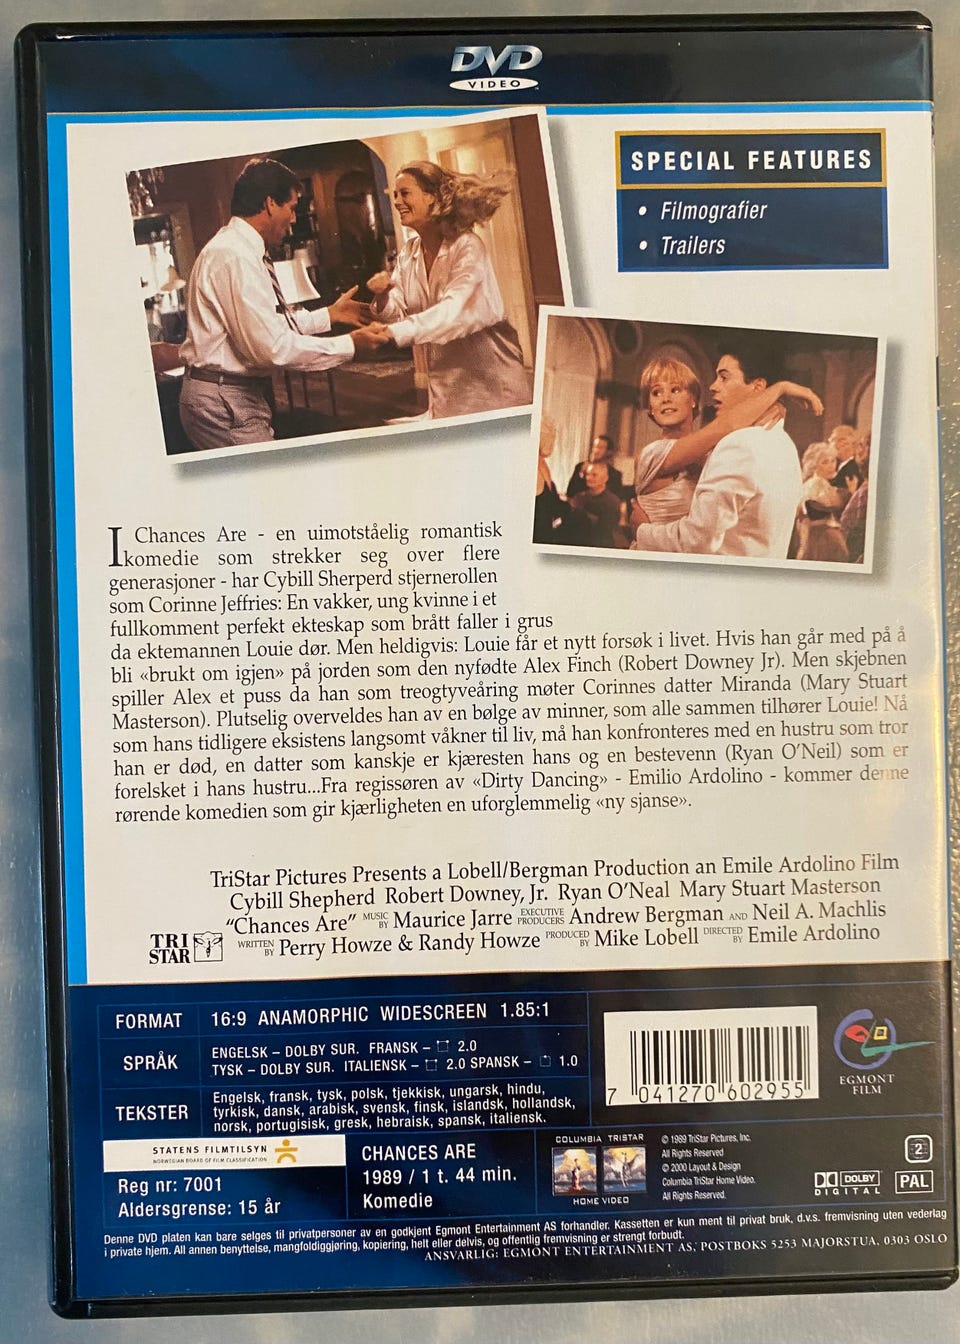 DVD
VIDEO
SPECIAL FEATURES
• Filmografier
• Trailers
I Chances Are - en uimotståelig romantisk
komedie som strekker seg over flere
generasjoner - har Cybill Sherperd stjernerollen
som Corinne Jeffries: En vakker, ung kvinne i et
fullkomment perfekt ekteskap som brått faller i grus
da ektemannen Louie dør. Men heldigvis: Louie får et nytt forsøk i livet. Hvis han går med på å
bli «brukt om igjen» på jorden som den nyfødte Alex Finch (Robert Downey Jr). Men skjebnen
spiller Alex et puss da han som treogtyveåring møter Corinnes datter Miranda (Mary Stuart
Masterson). Plutselig overveldes han av en bølge av minner, som alle sammen tilhører Louie! Nå
som hans tidligere eksistens langsomt våkner til liv, må han konfronteres med en hustru som tror
han er død, en datter som kanskje er kjæresten hans og en bestevenn (Ryan O'Neil) som er
forelsket i hans hustru...Fra regissøren av «Dirty Dancing» - Emilio Ardolino - kommer denne
rørende komedien som gir kjærligheten en uforglemmelig «ny sjanse».
TriStar Pictures Presents a Lobell/Bergman Production an Emile Ardolino Film
Cybill Shepherd Robert Downey, Jr. Ryan O'Neal Mary Stuart Masterson
"Chances Are" MUSIC BY Maurice Jarre EXECUTIVE PRODUCERS Andrew Bergman AND Neil A. Machlis
WRITTEN BY Perry Howze & Randy Howze PRODUCED BY Mike Lobell DIRECTED BY Emile Ardolino
TRI
STAR
FORMAT 16:9 ANAMORPHIC WIDESCREEN 1.85:1
SPRÅK ENGELSK – DOLBY SUR. FRANSK – 2.0
TYSK – DOLBY SUR. ITALIENSK – 2.0 SPANSK – 1.0
TEKSTER Engelsk, fransk, tysk, polsk, tjekkisk, ungarsk, hindu,
tyrkisk, dansk, arabisk, svensk, finsk, islandsk, hollandsk,
norsk, portugisisk, gresk, hebraisk, spansk, italiensk.
7 041270 602955
EGMONT
FILM
STATENS FILMTILSYN
NORWEGIAN BOARD OF FILM CLASSIFICATION
Reg nr: 7001
Aldersgrense: 15 år
CHANCES ARE
1989 / 1 t. 44 min.
Komedie
COLUMBIA TRISTAR
HOME VIDEO
© 1989 TriStar Pictures, Inc.
All Rights Reserved
© 2000 Layout & Design
Columbia TriStar Home Video.
All Rights Reserved.
2
DOLBY
DIGITAL
PAL
Denne DVD platen kan bare selges til privatpersoner av en godkjent Egmont Entertainment AS forhandler. Kassetten er kun ment til privat bruk, d.v.s. fremvisning uten vederlag
i private hjem. All annen benyttelse, mangfoldiggjøring, kopiering, helt eller delvis, og offentlig fremvisning er strengt forbudt.
ANSVARLIG: EGMONT ENTERTAINMENT AS, POSTBOKS 5253 MAJORSTUA, 0303 OSLO